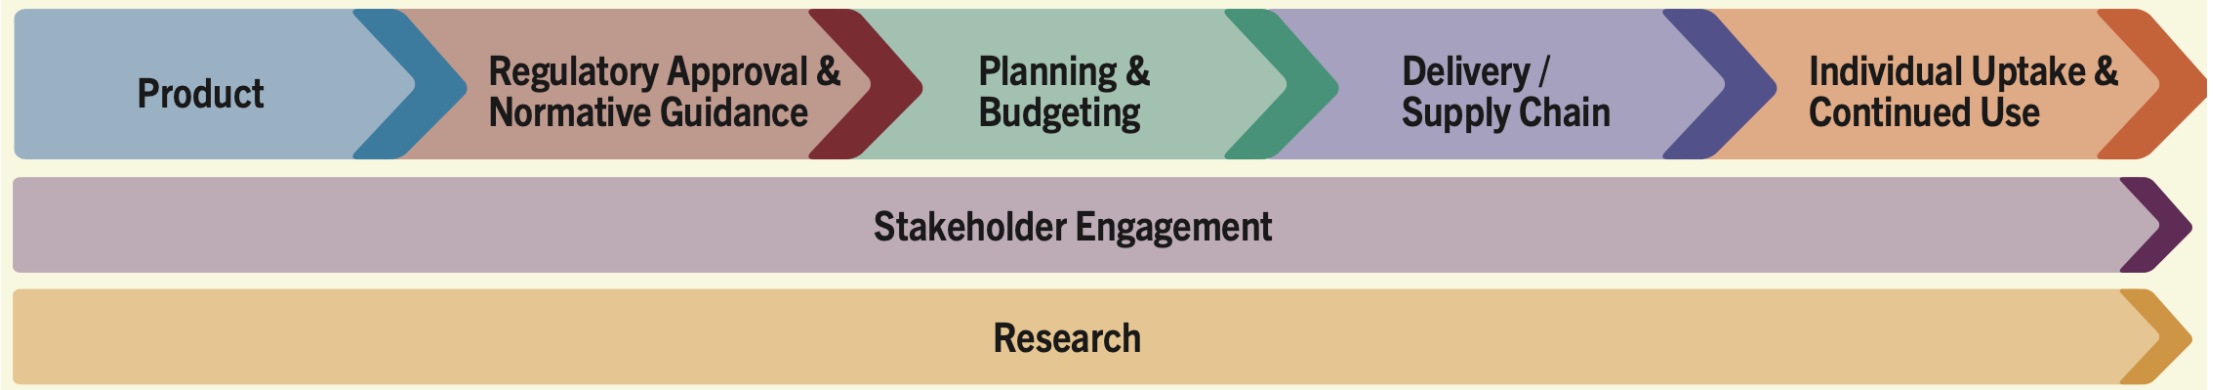 Product
Regulatory Approval &
Normative Guidance
Planning &
Budgeting
Delivery /
Supply Chain
Individual Uptake &
Continued Use
Stakeholder Engagement
Research